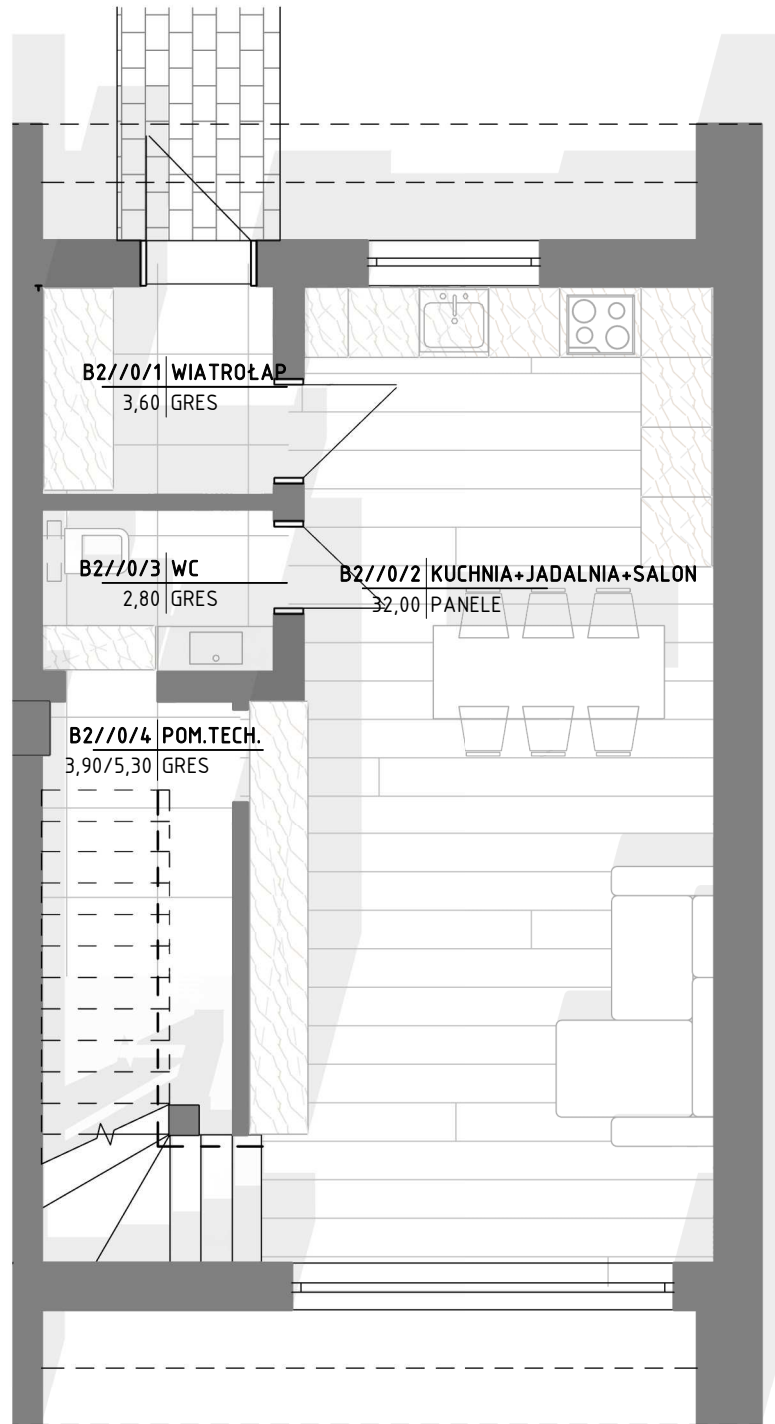 B2//0/1 WIATROŁAP
3,60 GRES
B2//0/3 WC
2,80 GRES
B2//0/2 KUCHNIA+JADALNIA+SALON
32,00 PANELE
B2//0/4 POM.TECH.
3,90/5,30 GRES